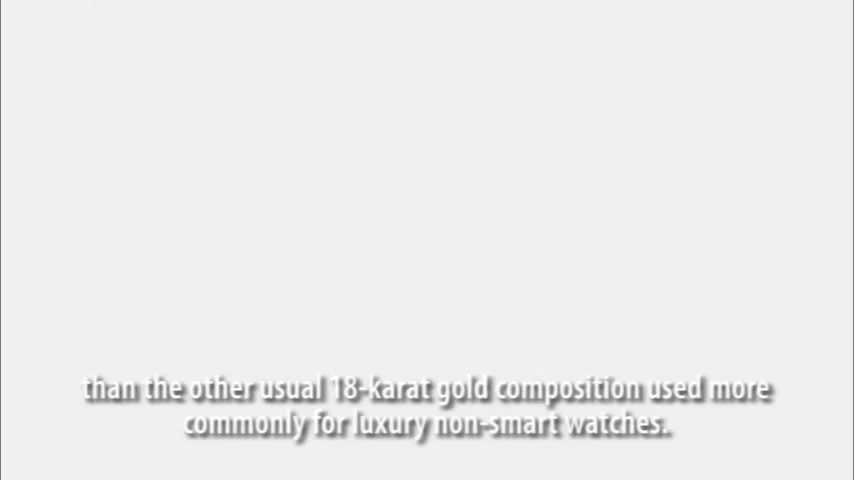 than the other usual 18-karat gold composition used more
commonly for luxury non-smart watches.